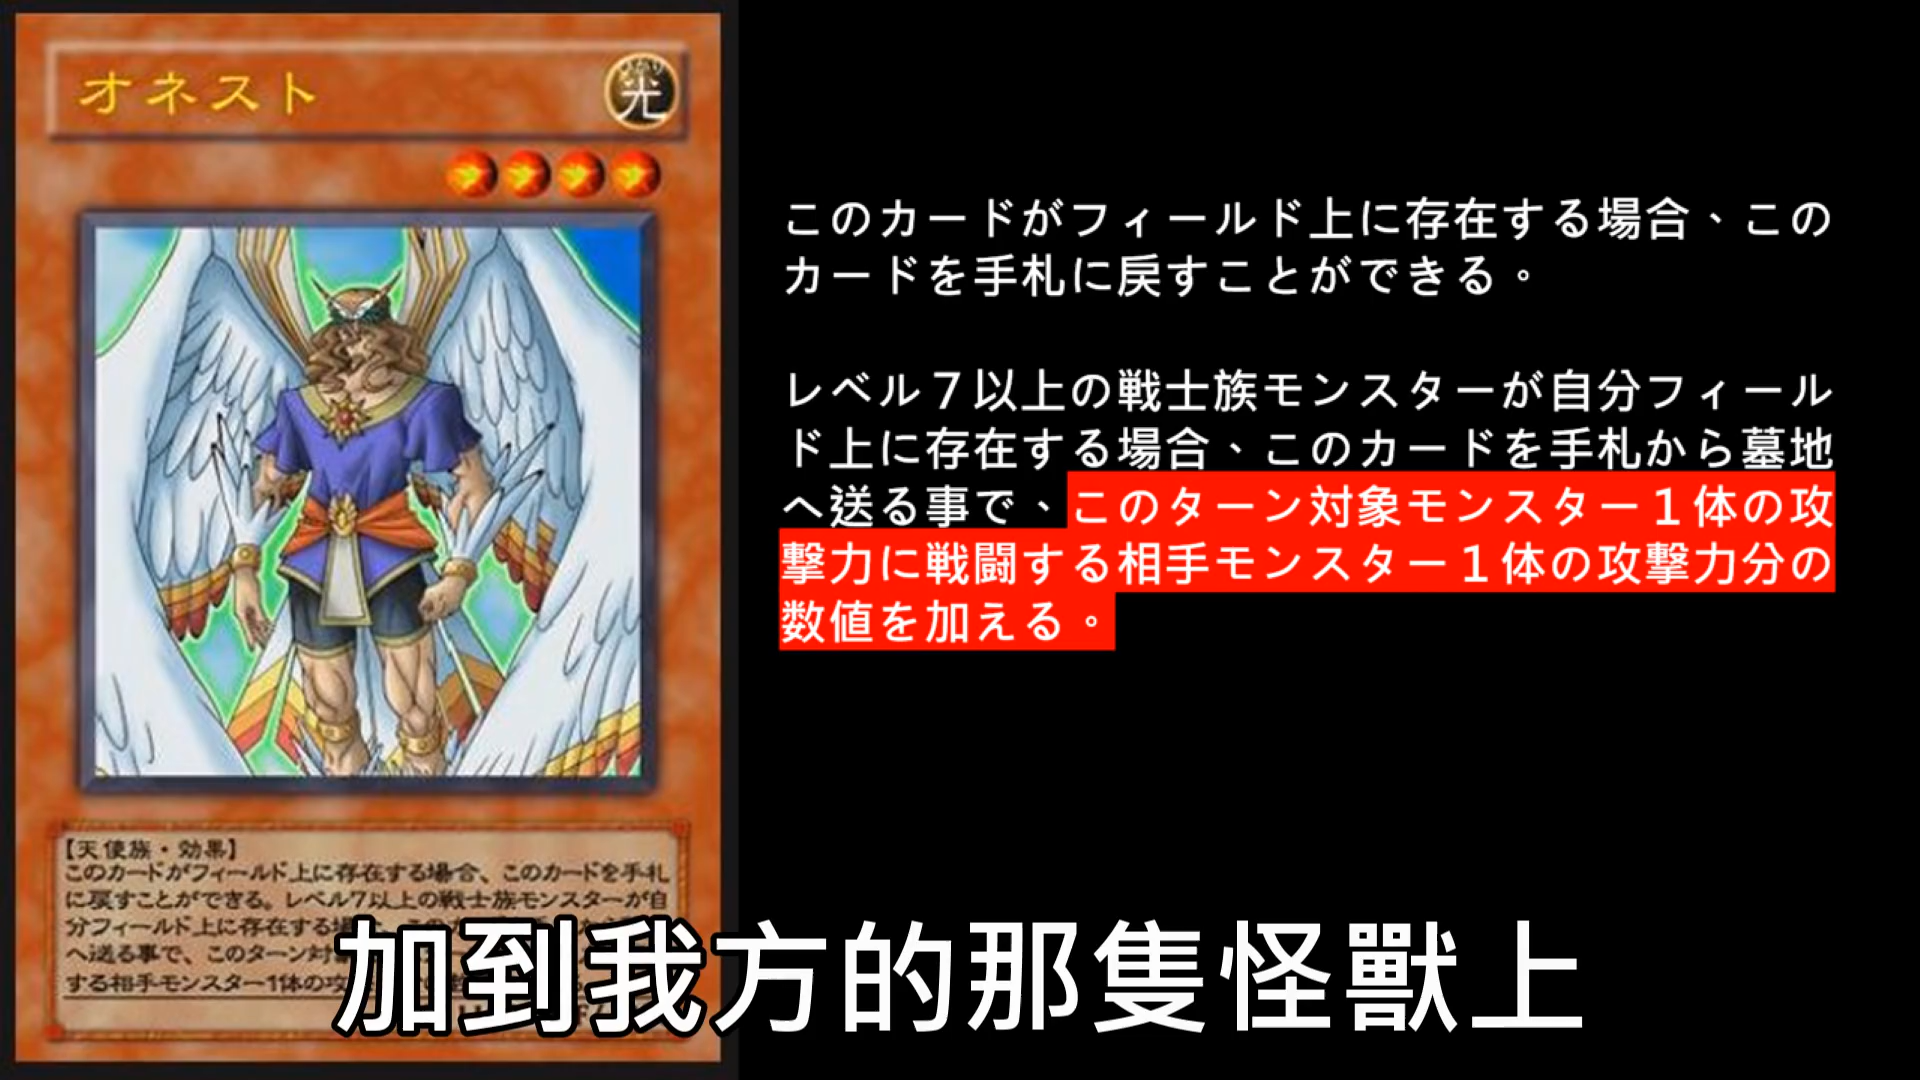 オネスト
ひかり
光
このカードがフィールド上に存在する場合、この
カードを手札に戻すことができる。
レベル７以上の戦士族モンスターが自分フィール
ド上に存在する場合、このカードを手札から墓地
へ送る事で、このターン対象モンスター１体の攻
撃力に戦闘する相手モンスター１体の攻撃力分の
数値を加える。
【天使族・効果】
このカードがフィールド上に存在する場合、このカードを手札
に戻すことができる。レベル7以上の戦士族モンスターが自
分フィールド上に存在する場
へ送る事で、このターン対
する相手モンスター1体の攻
加到我方的那隻怪獸上